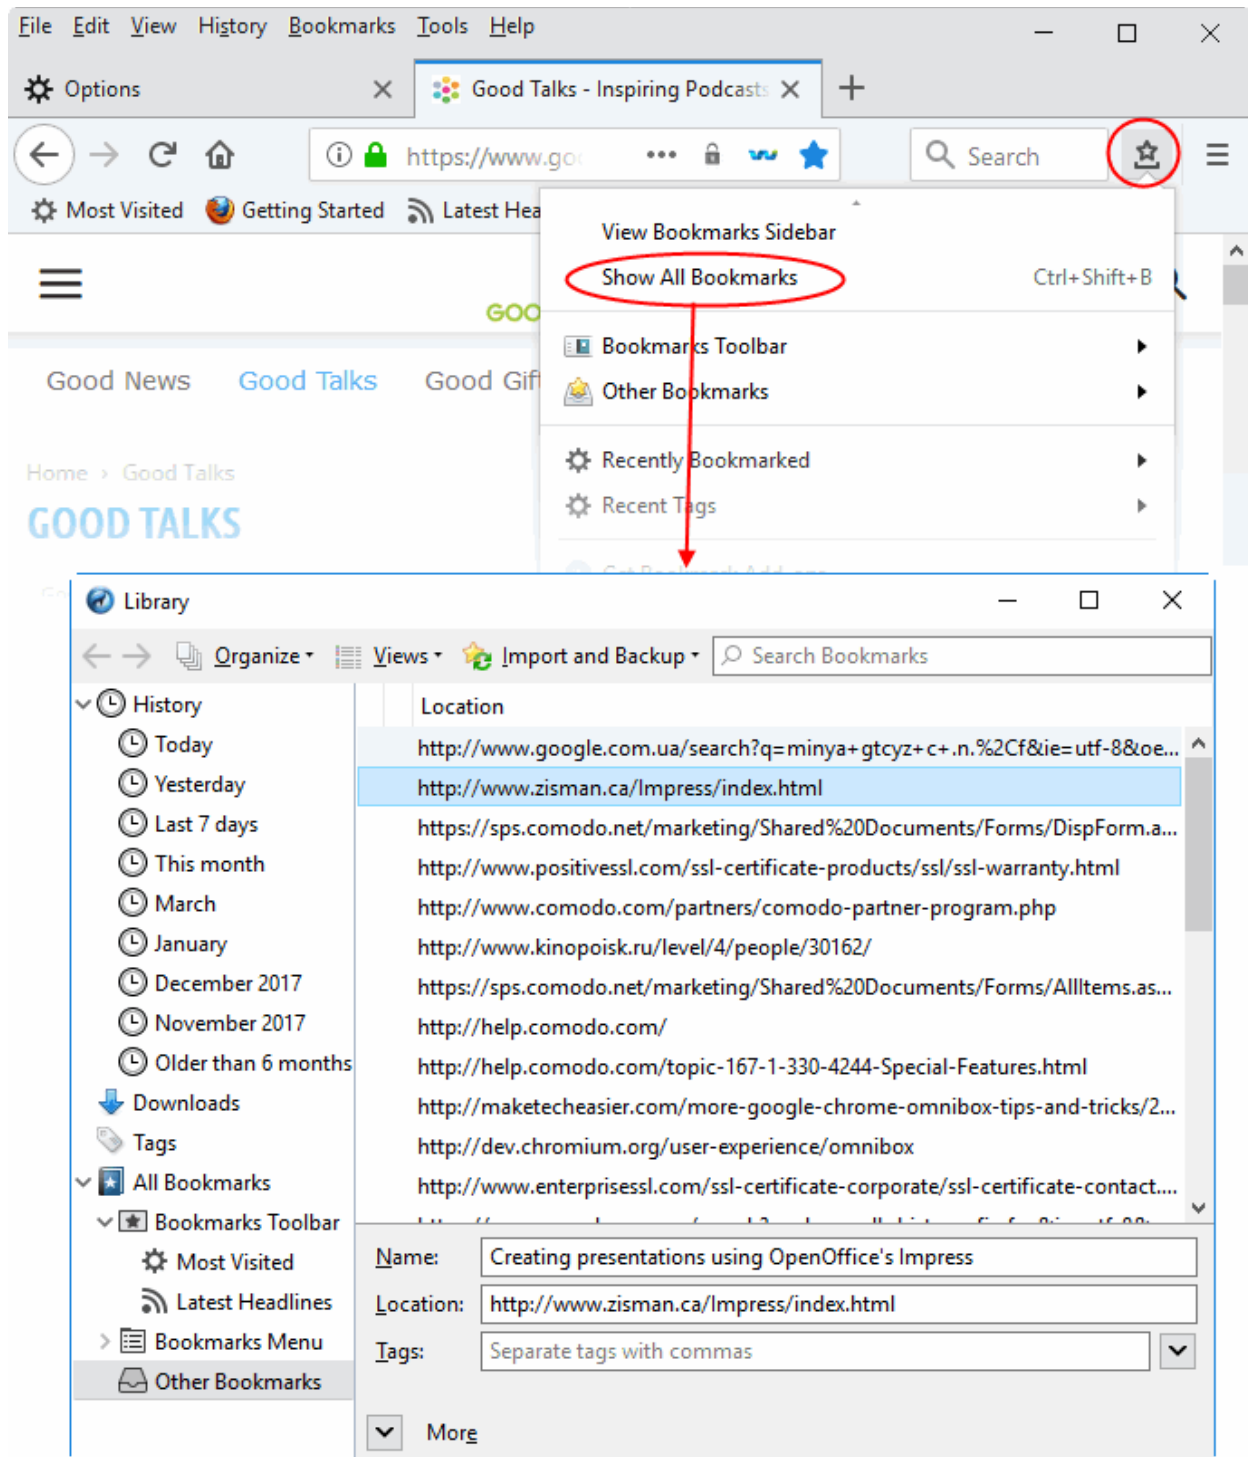 File Edit View History Bookmarks Tools Help
Options
Good Talks - Inspiring Podcasts
https://www.go
Search
Most Visited Getting Started Latest Hea
View Bookmarks Sidebar
Show All Bookmarks Ctrl+Shift+B
GOO
Bookmarks Toolbar
Good News Good Talks Good Gif
Other Bookmarks
Recently Bookmarked
Home › Good Talks
Recent Tags
GOOD TALKS
Get Bookmark Add-ons
Library
Organize Views Import and Backup Search Bookmarks
History
Today
Yesterday
Last 7 days
This month
March
January
December 2017
November 2017
Older than 6 months
Downloads
Tags
All Bookmarks
Bookmarks Toolbar
Most Visited
Latest Headlines
Bookmarks Menu
Other Bookmarks
Location
http://www.google.com.ua/search?q=minya+gtcyz+c+.n.%2Cf&ie=utf-8&oe...
http://www.zisman.ca/Impress/index.html
https://sps.comodo.net/marketing/Shared%20Documents/Forms/DispForm.a...
http://www.positivessl.com/ssl-certificate-products/ssl/ssl-warranty.html
http://www.comodo.com/partners/comodo-partner-program.php
http://www.kinopoisk.ru/level/4/people/30162/
https://sps.comodo.net/marketing/Shared%20Documents/Forms/AllItems.as...
http://help.comodo.com/
http://help.comodo.com/topic-167-1-330-4244-Special-Features.html
http://maketecheasier.com/more-google-chrome-omnibox-tips-and-tricks/2...
http://dev.chromium.org/user-experience/omnibox
http://www.enterprisessl.com/ssl-certificate-corporate/ssl-certificate-contact....
Name: Creating presentations using OpenOffice's Impress
Location: http://www.zisman.ca/Impress/index.html
Tags: Separate tags with commas
More